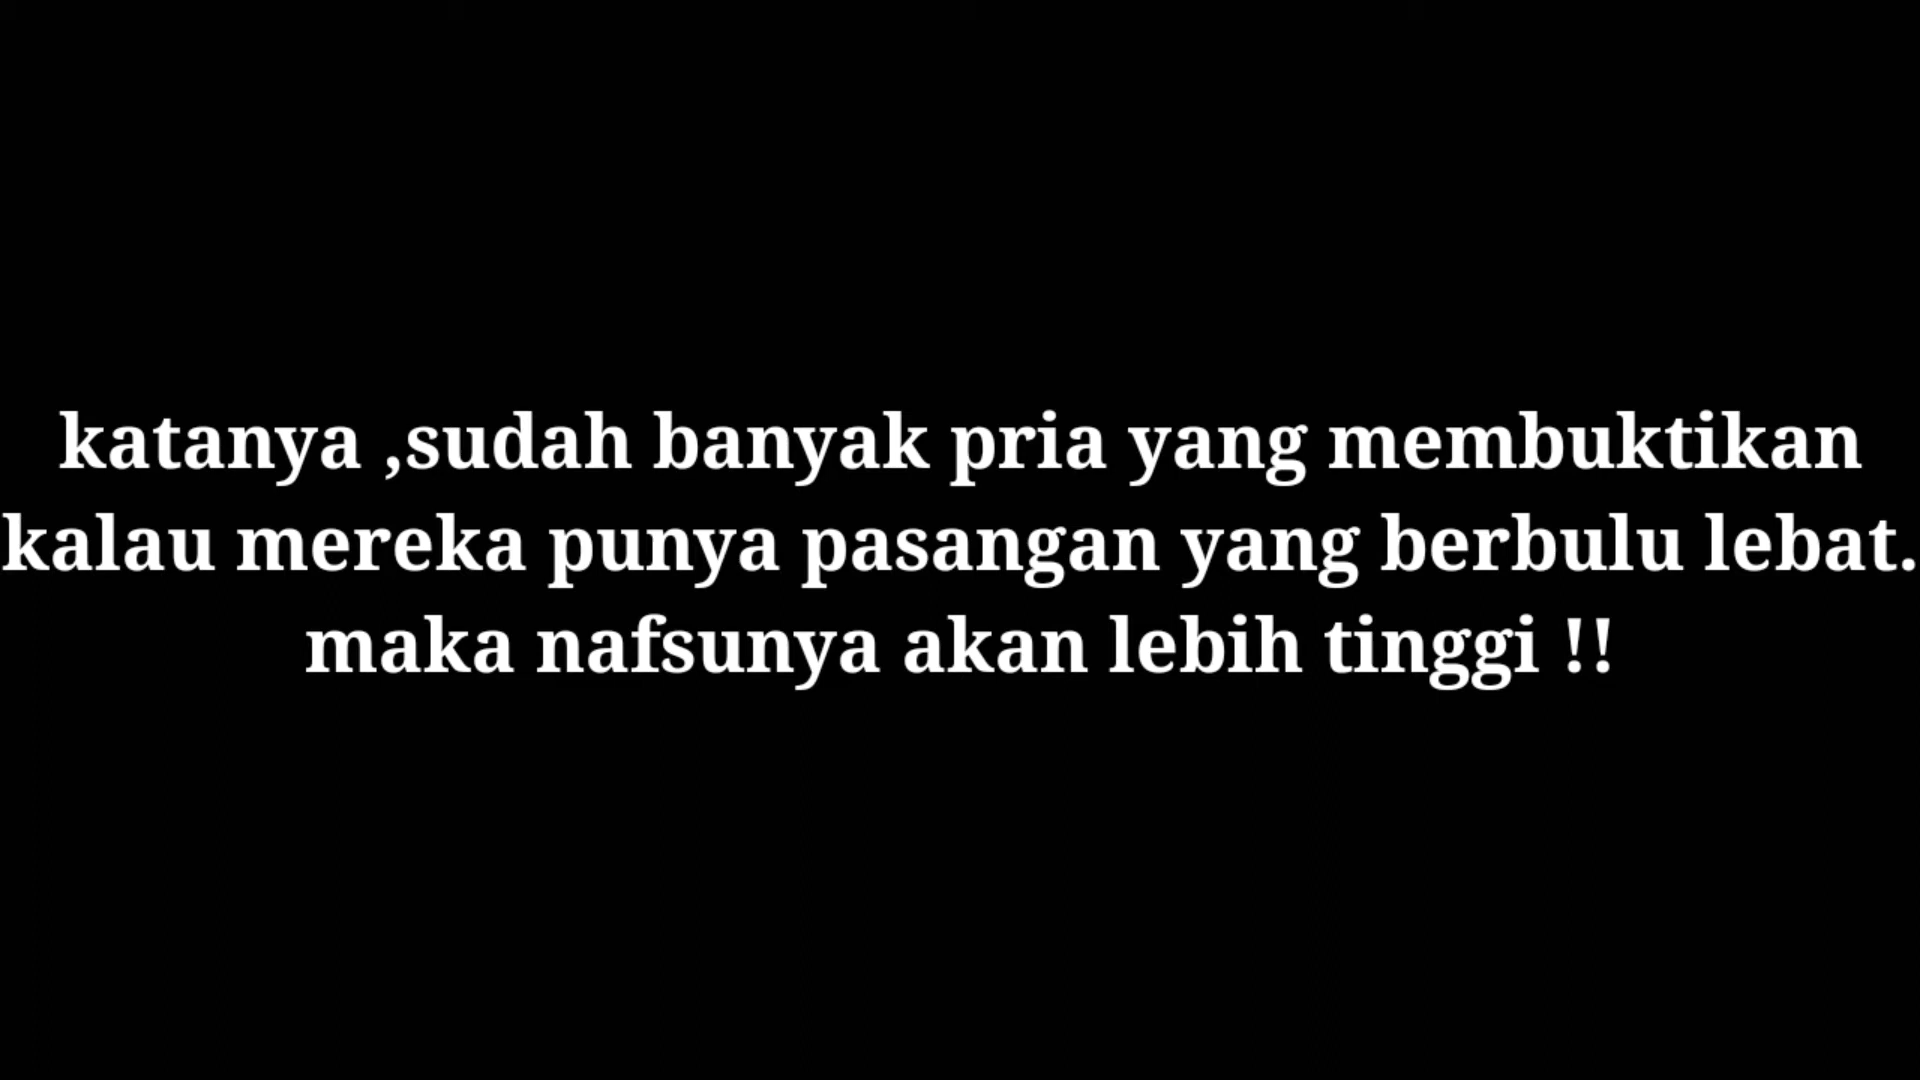 katanya ,sudah banyak pria yang membuktikan
kalau mereka punya pasangan yang berbulu lebat.
maka nafsunya akan lebih tinggi !!